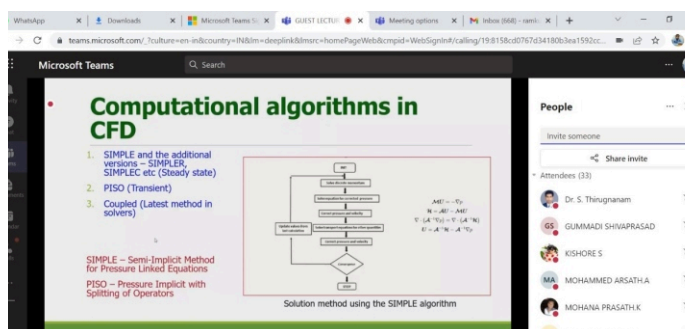 WhatsApp
Downloads
Microsoft Teams
GUEST LECTUR
Meeting options
Inbox (668) - ramk
teams.microsoft.com/_?culture=en-in&country=IN&lm=deeplink&lmsrc=homePageWeb&cmpid=WebSignIn#/calling/19:8158cd0767d34180b3ea1592cc...
Microsoft Teams
Search
Computational algorithms in
CFD
1. SIMPLE and the additional
versions – SIMPLER,
SIMPLEC etc (Steady state)
2. PISO (Transient)
3. Coupled (Latest method in
solvers)
SIMPLE – Semi-Implicit Method
for Pressure Linked Equations
PISO – Pressure Implicit with
Splitting of Operators
Solution method using the SIMPLE algorithm
People
Invite someone
Share invite
Attendees (33)
Dr. S. Thirugnanam
GS GUMMADI SHIVAPRASAD
KISHORE S
MA MOHAMMED ARSATH.A
MOHANA PRASATH.K